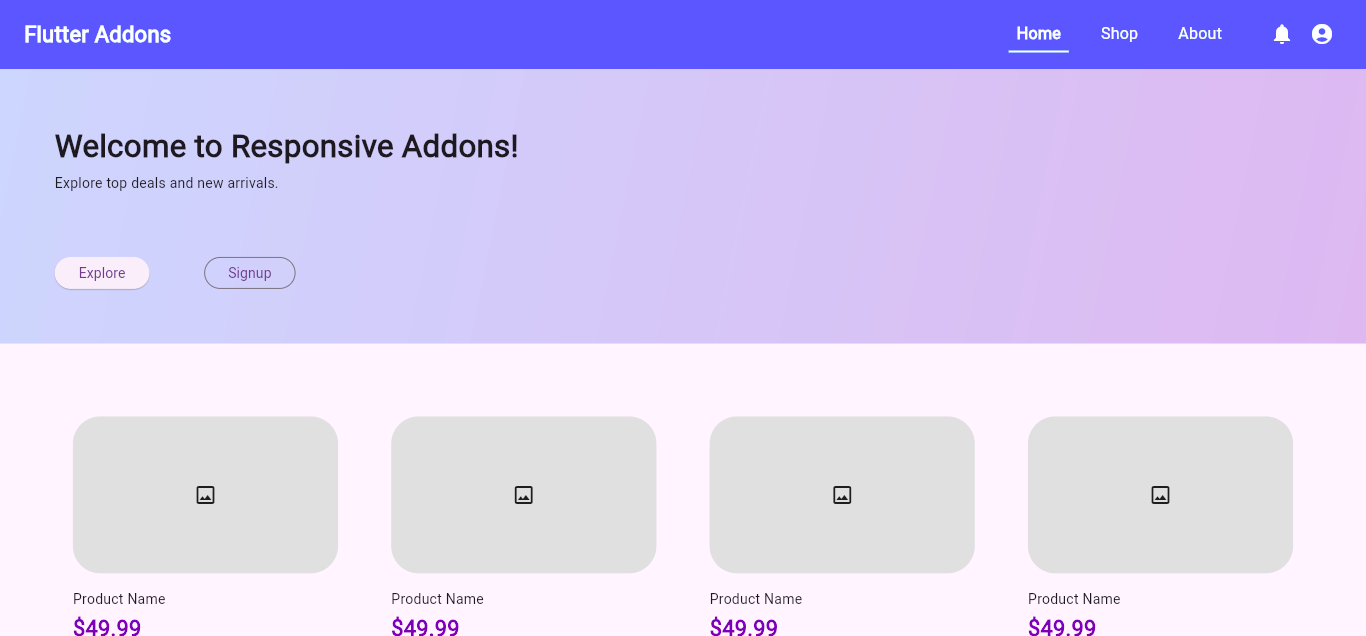 Flutter Addons
Home Shop About
Welcome to Responsive Addons!
Explore top deals and new arrivals.
Explore Signup
Product Name Product Name Product Name Product Name
$49.99 $49.99 $49.99 $49.99